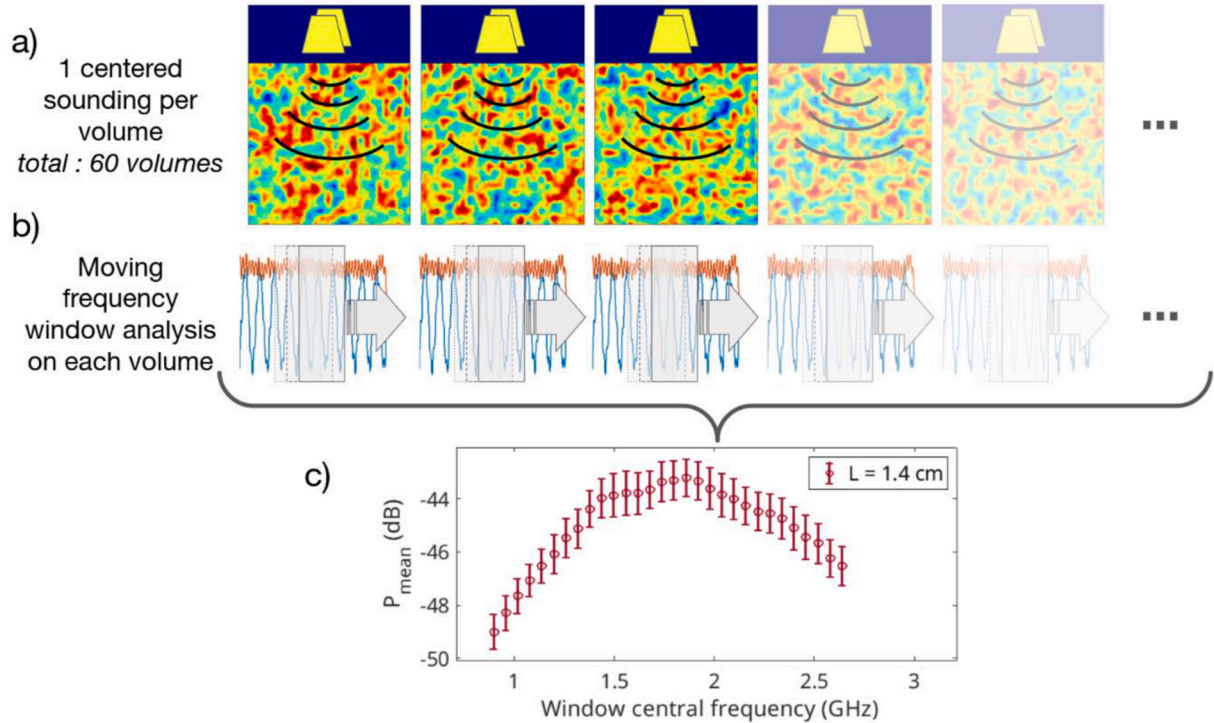 a)
1 centered
sounding per
volume
total : 60 volumes
...
b)
Moving
frequency
window analysis
on each volume
...
c)
L = 1.4 cm
P_mean (dB)
-44
-46
-48
-50
1 1.5 2 2.5 3
Window central frequency (GHz)